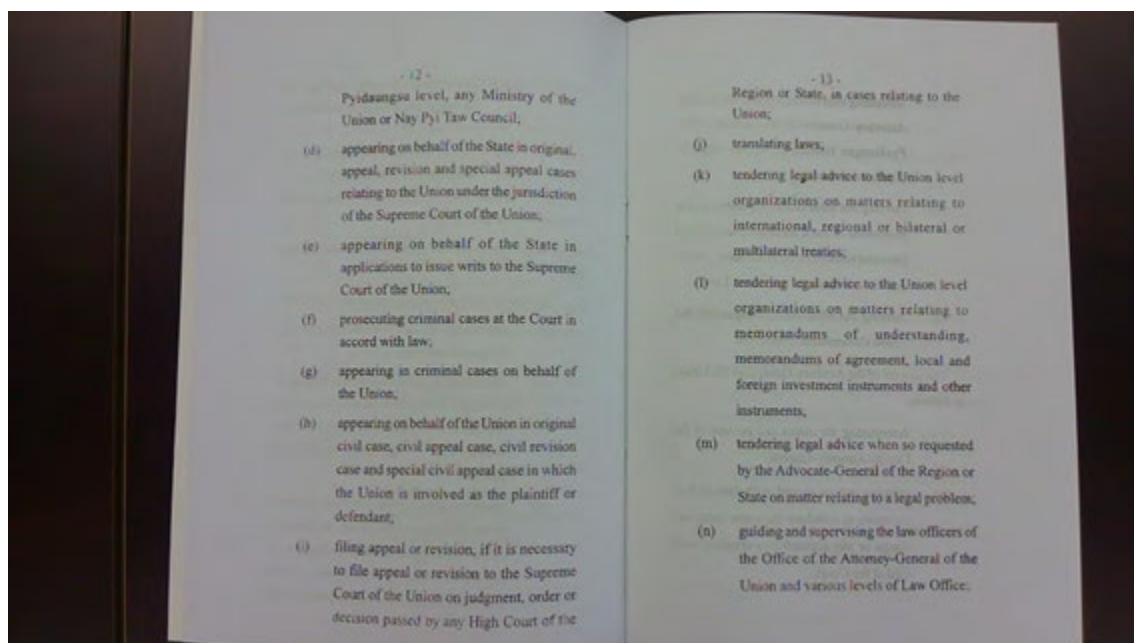 - 12 -
Pyidaungsu level, any Ministry of the
Union or Nay Pyi Taw Council;
(d) appearing on behalf of the State in original,
appeal, revision and special appeal cases
relating to the Union under the jurisdiction
of the Supreme Court of the Union;
(e) appearing on behalf of the State in
applications to issue writs to the Supreme
Court of the Union;
(f) prosecuting criminal cases at the Court in
accord with law;
(g) appearing in criminal cases on behalf of
the Union;
(h) appearing on behalf of the Union in original
civil case, civil appeal case, civil revision
case and special civil appeal case in which
the Union is involved as the plaintiff or
defendant;
(i) filing appeal or revision, if it is necessary
to file appeal or revision to the Supreme
Court of the Union on judgment, order or
decision passed by any High Court of the
- 13 -
Region or State, in cases relating to the
Union;
(j) translating laws;
(k) tendering legal advice to the Union level
organizations on matters relating to
international, regional or bilateral or
multilateral treaties;
(l) tendering legal advice to the Union level
organizations on matters relating to
memorandums of understanding,
memorandums of agreement, local and
foreign investment instruments and other
instruments;
(m) tendering legal advice when so requested
by the Advocate-General of the Region or
State on matter relating to a legal problem;
(n) guiding and supervising the law officers of
the Office of the Attorney-General of the
Union and various levels of Law Office;